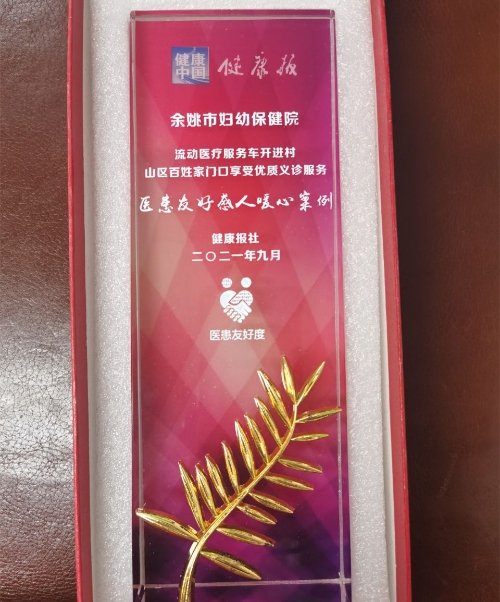 健康
中国
健康报
余姚市妇幼保健院
流动医疗服务车开进村
山区百姓家门口享受优质义诊服务
医患友好感人暖心案例
健康报社
二〇二一年九月
医患友好度